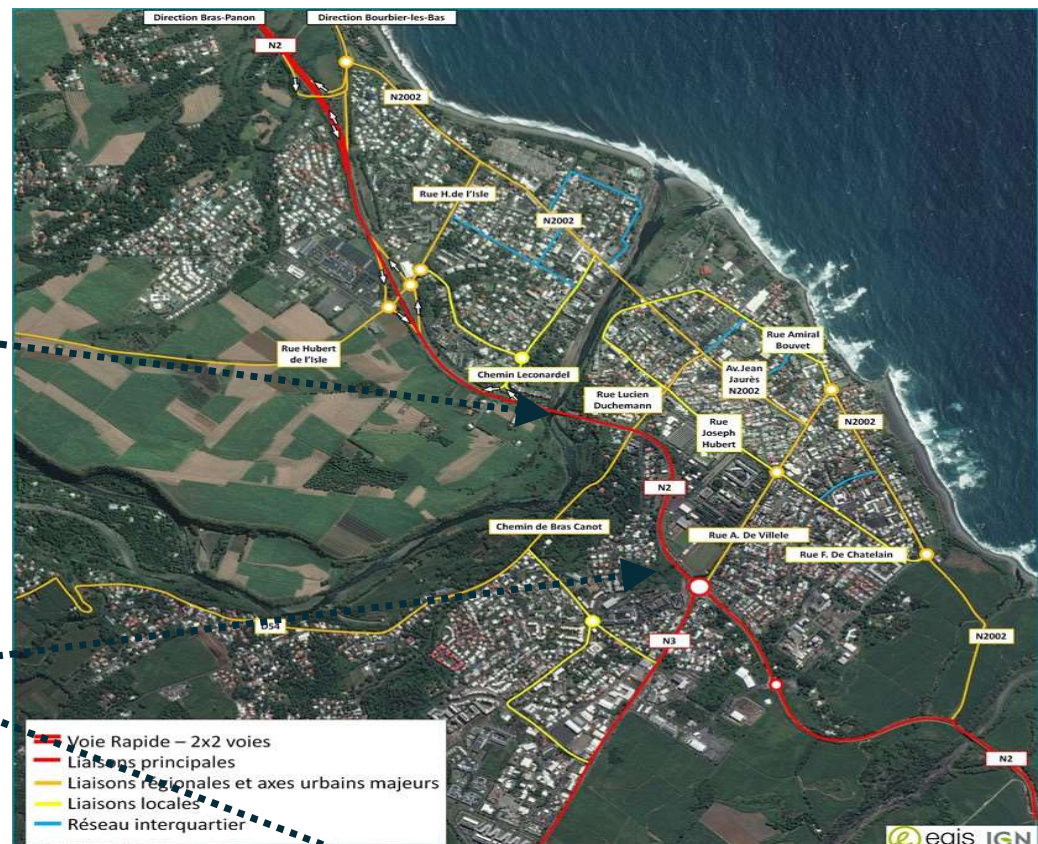 Direction Bras-Panon
Direction Bourbier-les-Bas
N2
N2002
Rue H.de l'Isle
N2002
Rue Hubert
de l'Isle
Chemin Leconardel
Rue Amiral
Bouvet
Av.Jean
Jaurès
N2002
Rue Lucien
Duchemann
Rue
Joseph
Hubert
N2002
N2
Chemin de Bras Canot
Rue A. De Villele
Rue F. De Chatelain
D54
N3
N2002
N2
Voie Rapide – 2x2 voies
Liaisons principales
Liaisons régionales et axes urbains majeurs
Liaisons locales
Réseau interquartier
egis IGN